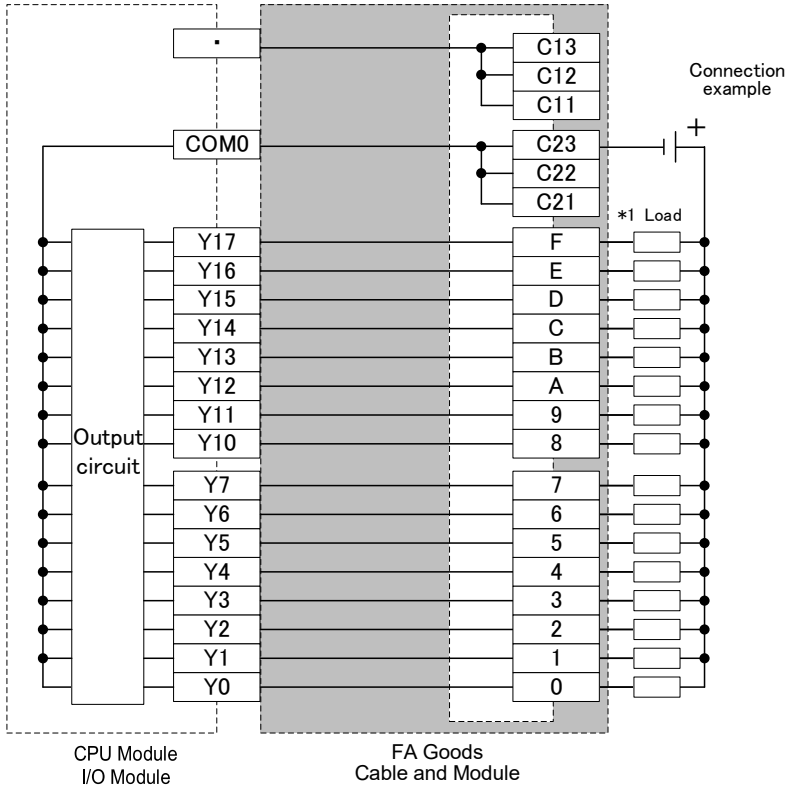 · C13
C12
C11
Connection
example
+
COM0 C23
C22
C21
*1 Load
Y17 F
Y16 E
Y15 D
Y14 C
Y13 B
Y12 A
Y11 9
Y10 8
Output
circuit
Y7 7
Y6 6
Y5 5
Y4 4
Y3 3
Y2 2
Y1 1
Y0 0
CPU Module
I/O Module
FA Goods
Cable and Module